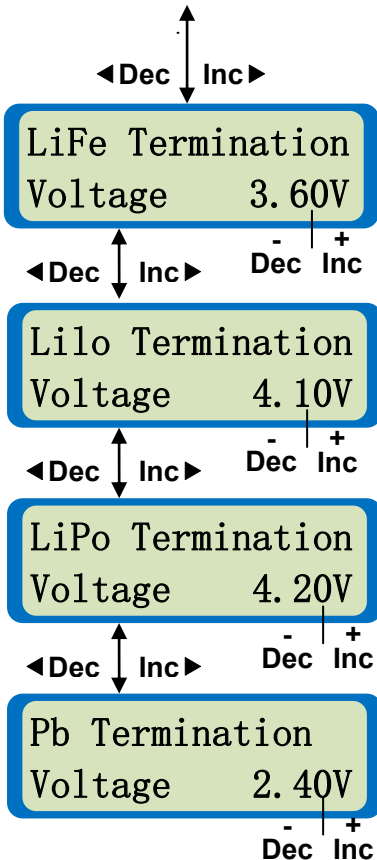 ◀Dec Inc▶
LiFe Termination
Voltage 3.60V
- +
Dec Inc
◀Dec Inc▶
Lilo Termination
Voltage 4.10V
- +
Dec Inc
◀Dec Inc▶
LiPo Termination
Voltage 4.20V
- +
Dec Inc
◀Dec Inc▶
Pb Termination
Voltage 2.40V
- +
Dec Inc